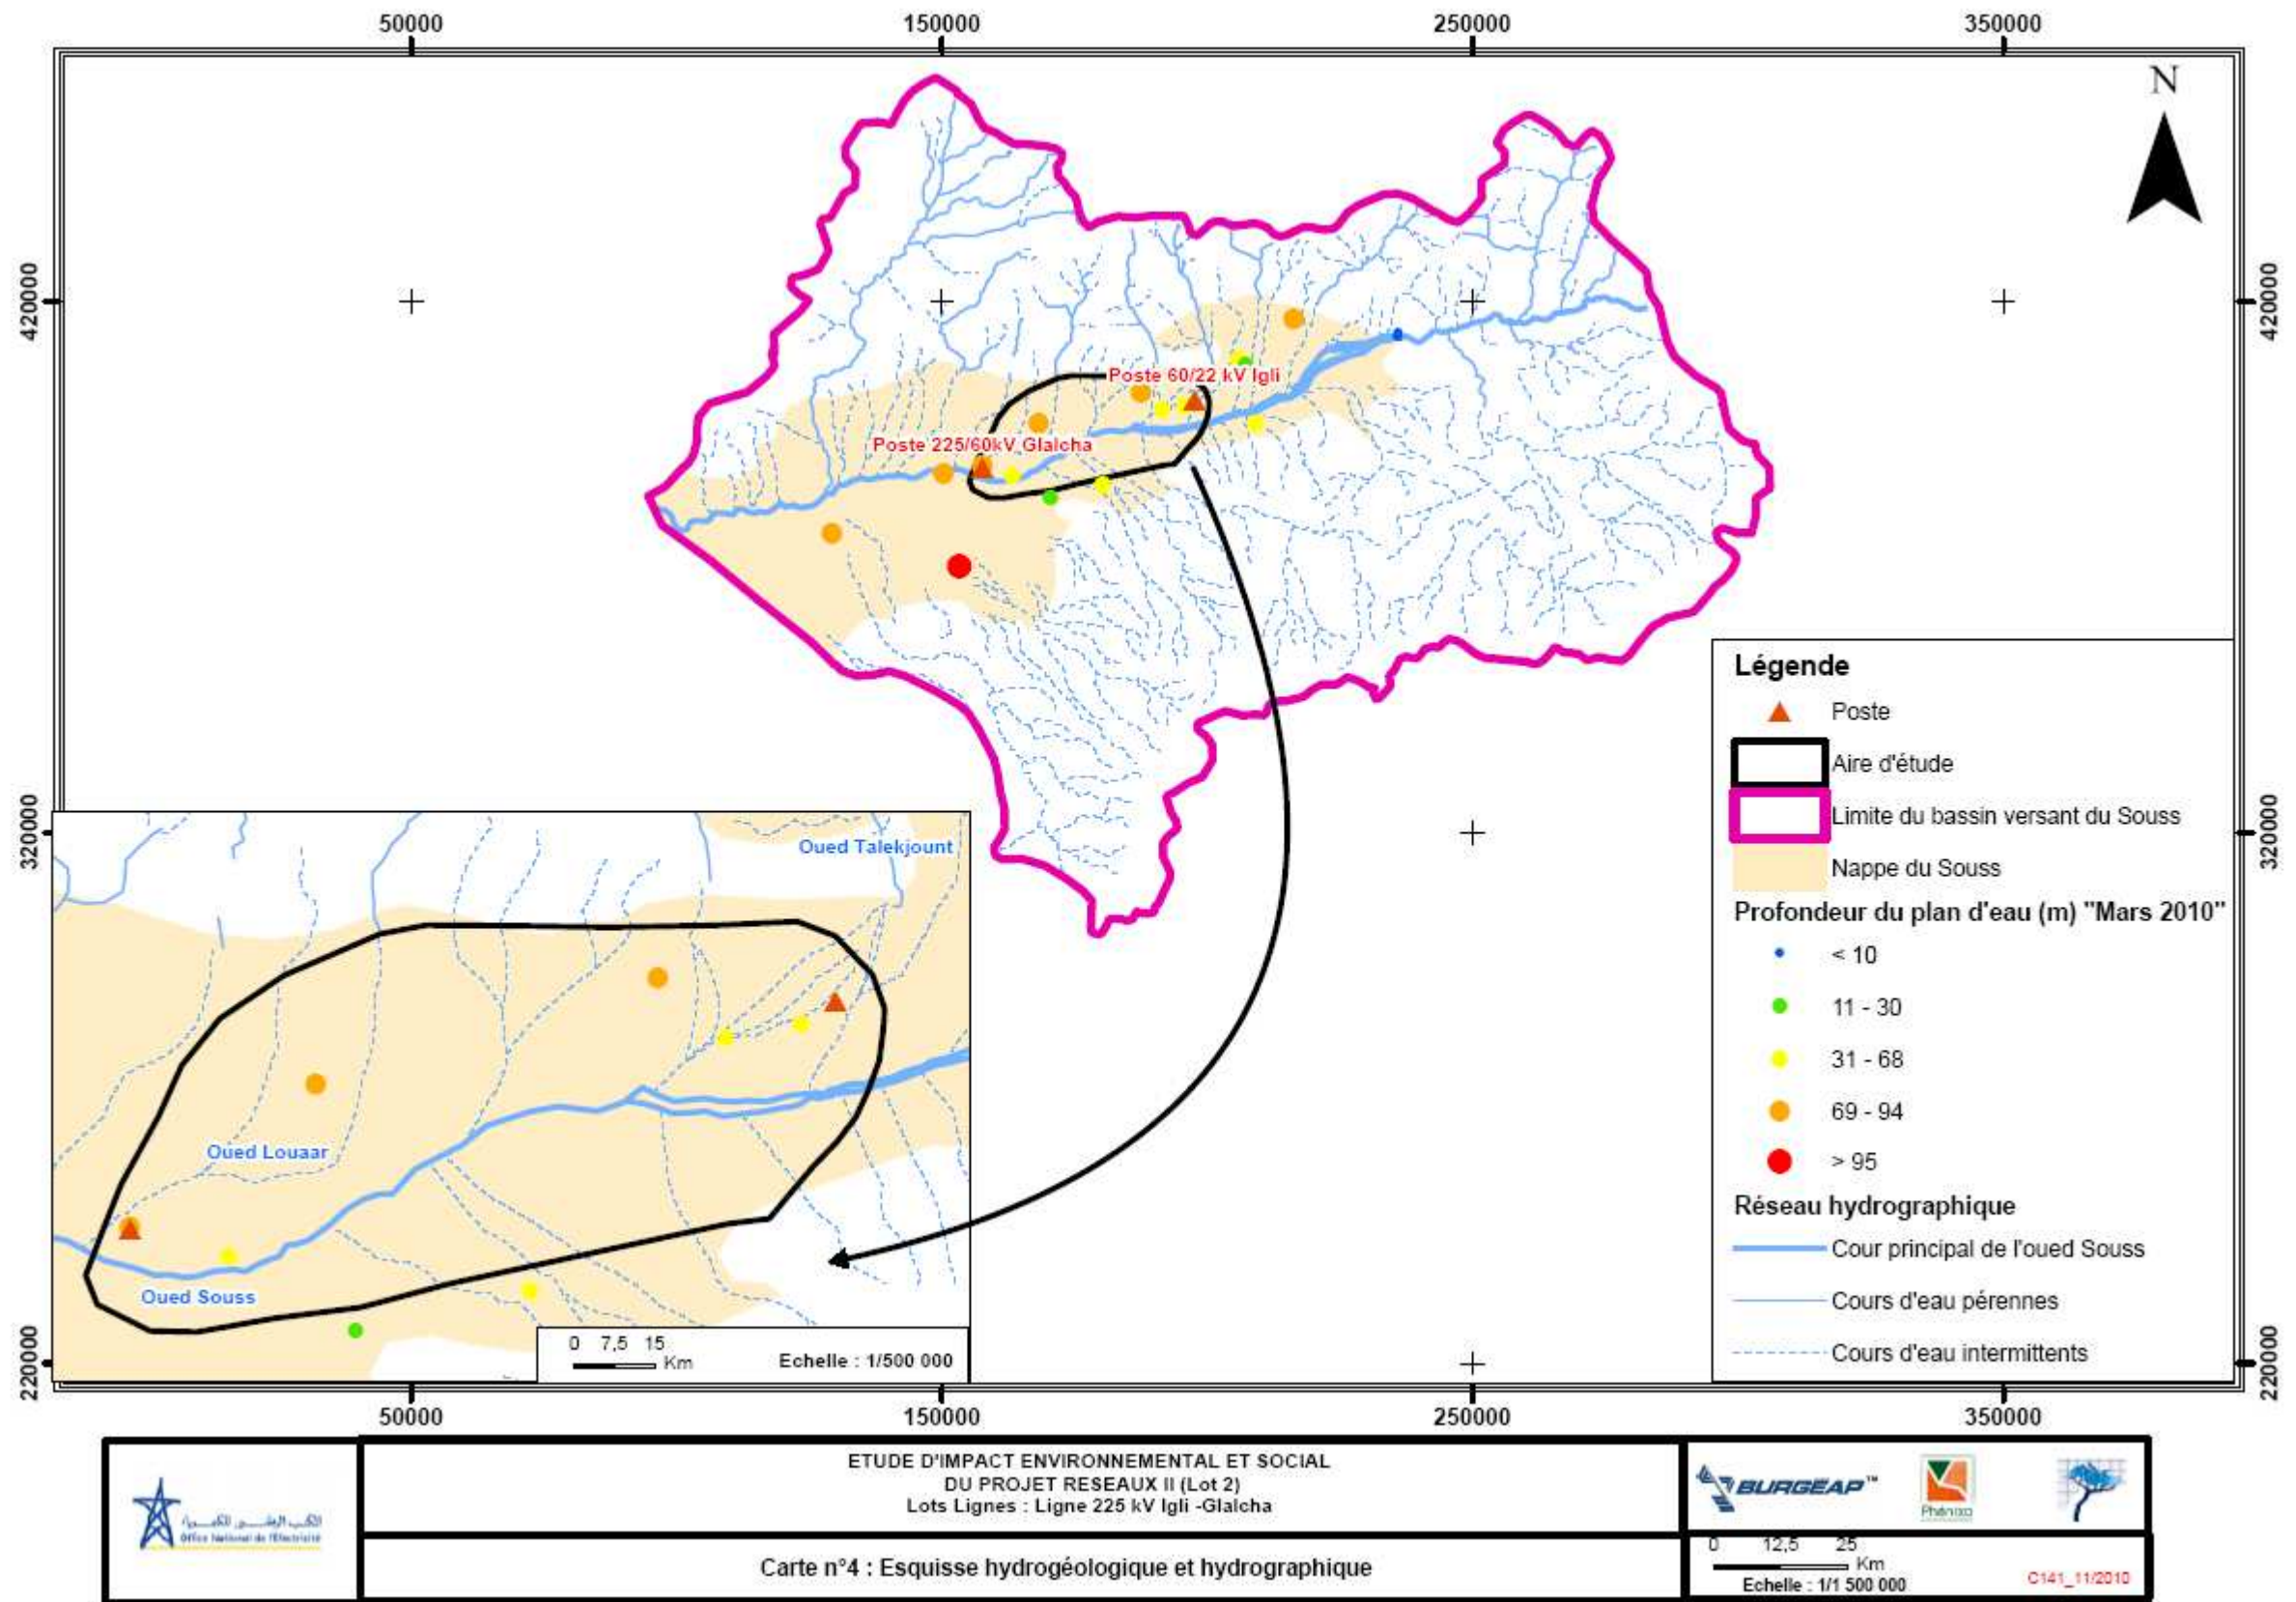 50000
150000
250000
350000
N
420000
420000
Poste 60/22 kV Igli
Poste 225/60kV Glalcha
320000
320000
Légende
Poste
Aire d'étude
Limite du bassin versant du Souss
Nappe du Souss
Profondeur du plan d'eau (m) "Mars 2010"
< 10
11 - 30
31 - 68
69 - 94
> 95
Réseau hydrographique
Cour principal de l'oued Souss
Cours d'eau pérennes
Cours d'eau intermittents
Oued Talekjount
Oued Louaar
Oued Souss
0 7,5 15
Km
Echelle : 1/500 000
220000
220000
50000
150000
250000
350000
Office National de l'Electricité
ETUDE D'IMPACT ENVIRONNEMENTAL ET SOCIAL
DU PROJET RESEAUX II (Lot 2)
Lots Lignes : Ligne 225 kV Igli -Glalcha
Carte n°4 : Esquisse hydrogéologique et hydrographique
BURGÉAP™
Phénixa
0 12,5 25
Km
Echelle : 1/1 500 000
C141_11/2010